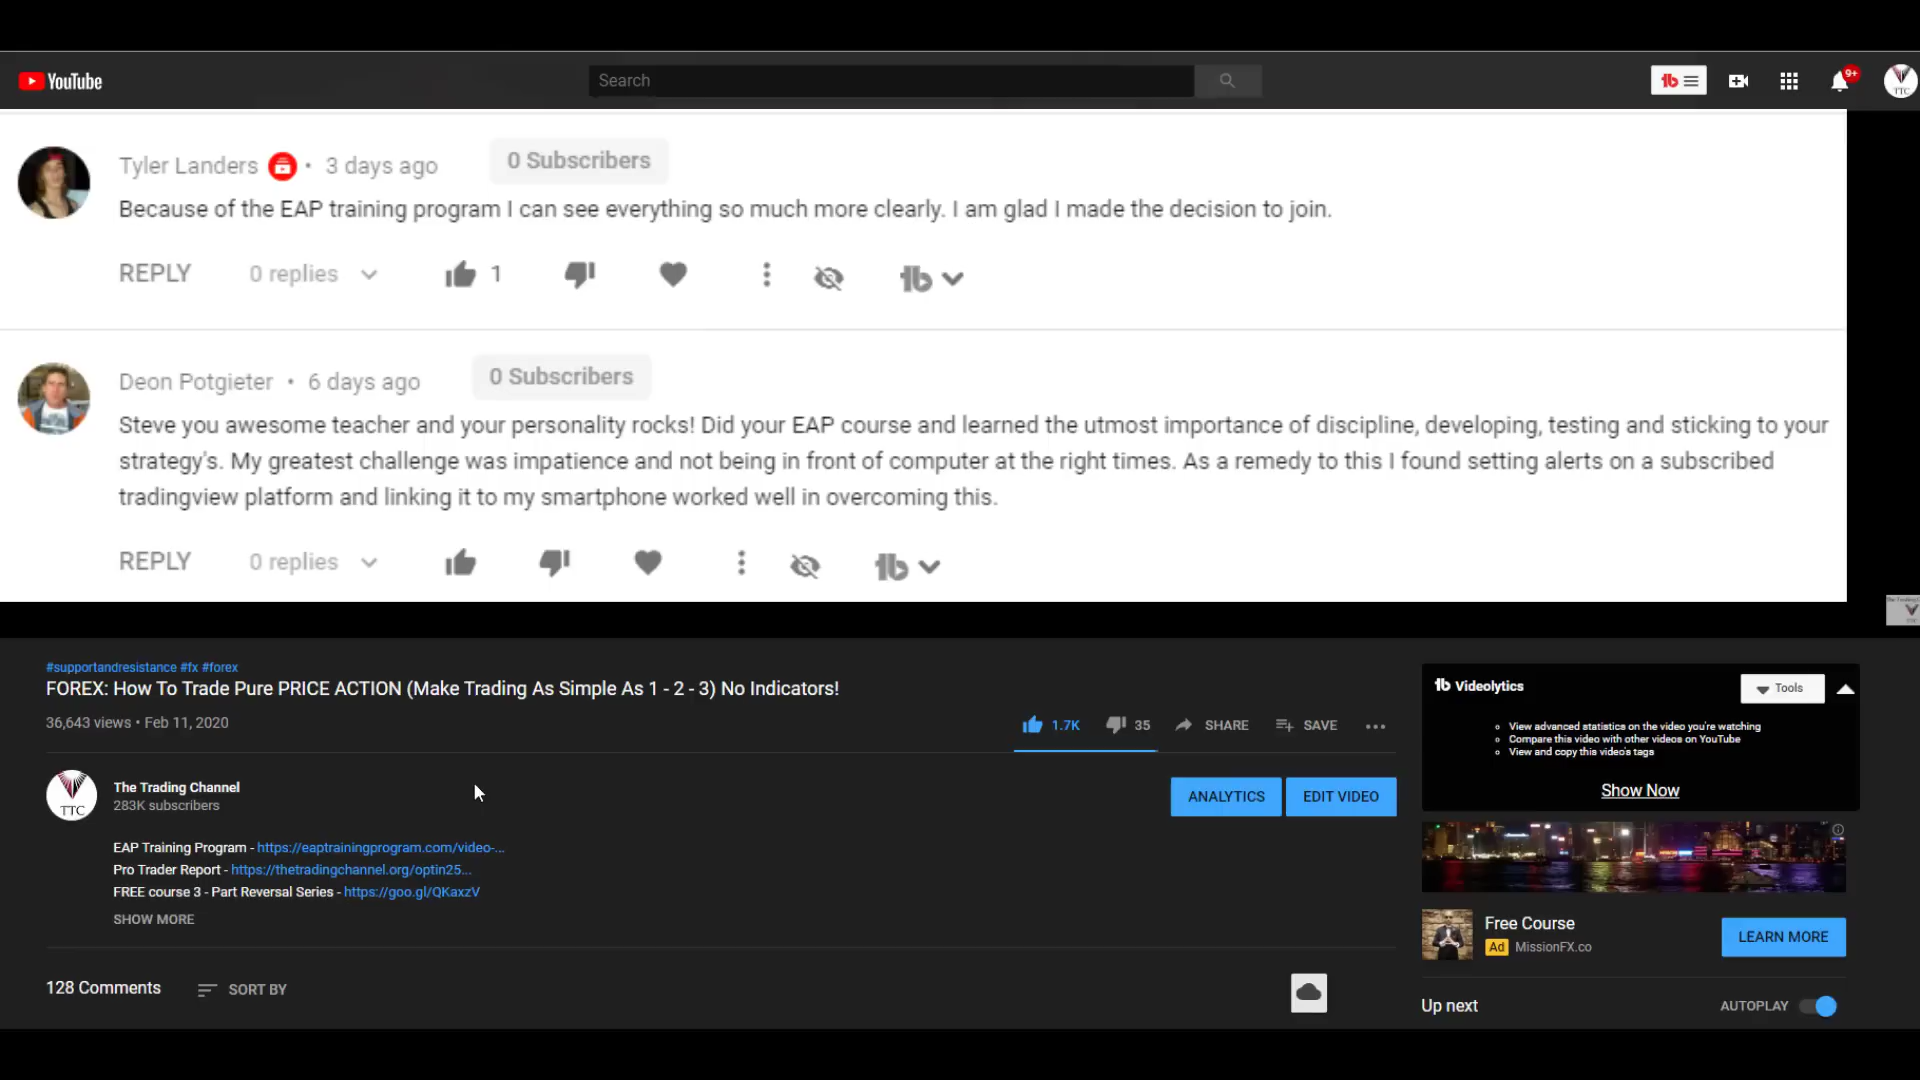 YouTube
Search
9+
TTC
Tyler Landers • 3 days ago
0 Subscribers
Because of the EAP training program I can see everything so much more clearly. I am glad I made the decision to join.
REPLY
0 replies
1
Deon Potgieter • 6 days ago
0 Subscribers
Steve you awesome teacher and your personality rocks! Did your EAP course and learned the utmost importance of discipline, developing, testing and sticking to your
strategy's. My greatest challenge was impatience and not being in front of computer at the right times. As a remedy to this I found setting alerts on a subscribed
tradingview platform and linking it to my smartphone worked well in overcoming this.
REPLY
0 replies
#supportandresistance #fx #forex
FOREX: How To Trade Pure PRICE ACTION (Make Trading As Simple As 1 - 2 - 3) No Indicators!
36,643 views • Feb 11, 2020
1.7K
35
SHARE
SAVE
TTC
The Trading Channel
283K subscribers
ANALYTICS
EDIT VIDEO
EAP Training Program - https://eaptrainingprogram.com/video-...
Pro Trader Report - https://thetradingchannel.org/optin25...
FREE course 3 - Part Reversal Series - https://goo.gl/QKaxzV
SHOW MORE
128 Comments
SORT BY
Videolytics
Tools
View advanced statistics on the video you're watching
Compare this video with other videos on YouTube
View and copy this video's tags
Show Now
Free Course
Ad MissionFX.co
LEARN MORE
Up next
AUTOPLAY